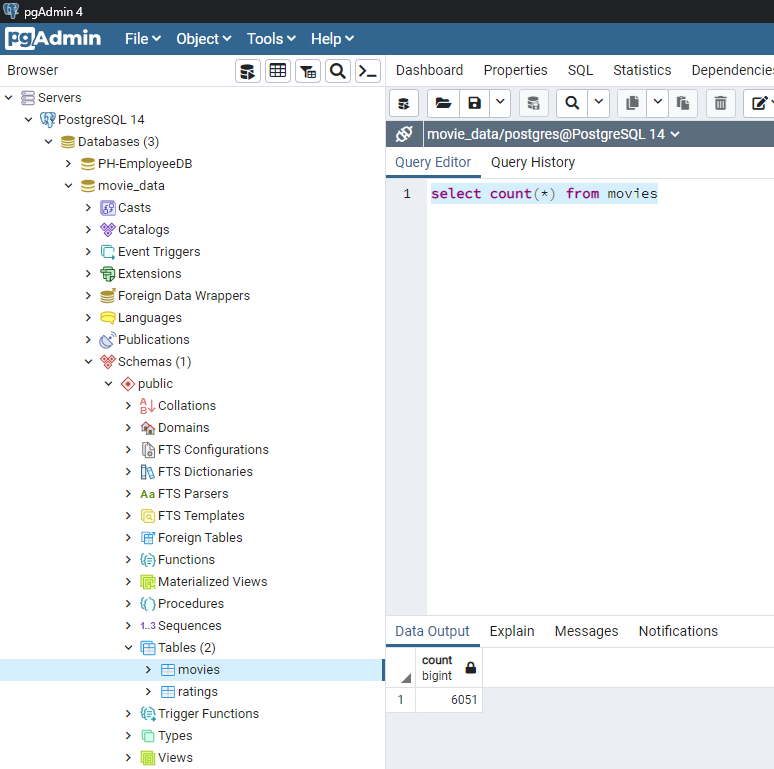 pgAdmin 4
pgAdmin File Object Tools Help
Browser
Dashboard Properties SQL Statistics Dependencies
Servers
PostgreSQL 14
Databases (3)
PH-EmployeeDB
movie_data
Casts
Catalogs
Event Triggers
Extensions
Foreign Data Wrappers
Languages
Publications
Schemas (1)
public
Collations
Domains
FTS Configurations
FTS Dictionaries
Aa FTS Parsers
FTS Templates
Foreign Tables
Functions
Materialized Views
Procedures
1..3 Sequences
Tables (2)
movies
ratings
Trigger Functions
Types
Views
movie_data/postgres@PostgreSQL 14
Query Editor Query History
1 select count(*) from movies
Data Output Explain Messages Notifications
count
bigint
1 6051